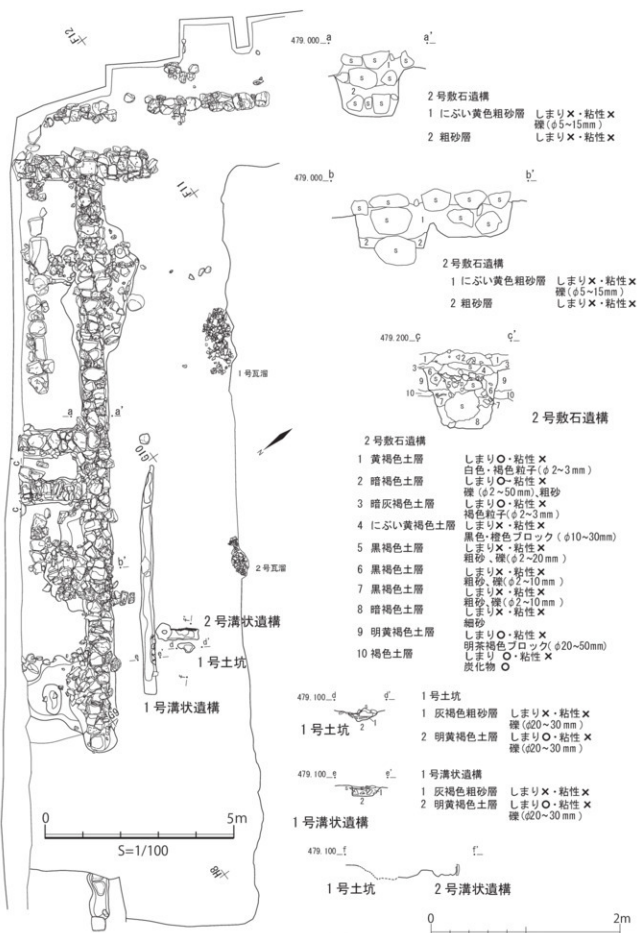 F12
F11
G10
H8
a
a'
b'
c'
c
1号瓦溜
2号瓦溜
2号溝状遺構
1号土坑
1号溝状遺構
0 5m
S=1/100
479.000 a a'
2号敷石遺構
1 にぶい黄色粗砂層 しまり×・粘性×
礫(φ5~15mm)
2 粗砂層 しまり×・粘性×
479.000 b b'
2号敷石遺構
1 にぶい黄色粗砂層 しまり×・粘性×
礫(φ5~15mm)
2 粗砂層 しまり×・粘性×
479.200 c c'
2号敷石遺構
2号敷石遺構
1 黄褐色土層 しまり○・粘性×
白色・褐色粒子(φ2~3mm)
2 暗褐色土層 しまり○・粘性×
礫(φ2~50mm)、粗砂
3 暗灰褐色土層 しまり○・粘性×
褐色粒子(φ2~3mm)
4 にぶい黄褐色土層 しまり×・粘性×
黒色・橙色ブロック(φ10~30mm)
5 黒褐色土層 しまり×・粘性×
粗砂、礫(φ2~20mm)
6 黒褐色土層 しまり×・粘性×
粗砂、礫(φ2~10mm)
7 黒褐色土層 しまり×・粘性×
粗砂、礫(φ2~10mm)
8 暗褐色土層 しまり×・粘性×
細砂
9 明黄褐色土層 しまり○・粘性×
明茶褐色ブロック(φ20~50mm)
10 褐色土層 しまり ○・粘性×
炭化物 ○
479.100 d d'
1号土坑
1号土坑
1 灰褐色粗砂層 しまり×・粘性×
礫(φ20~30mm)
2 明黄褐色土層 しまり○・粘性×
礫(φ20~30mm)
479.100 e e'
1号溝状遺構
1号溝状遺構
1 灰褐色粗砂層 しまり×・粘性×
2 明黄褐色土層 しまり○・粘性×
礫(φ20~30mm)
479.100 f f'
1号土坑 2号溝状遺構
0 2m